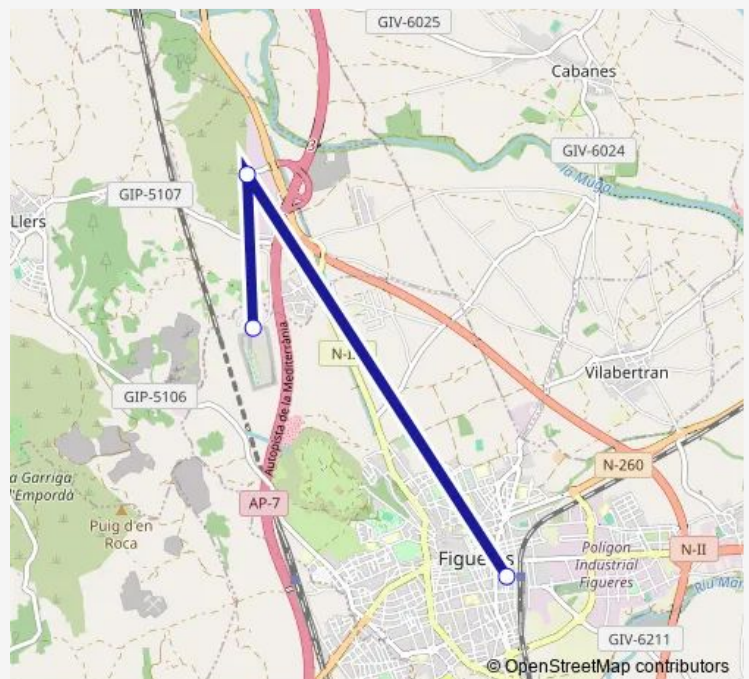 GIV-6025
Cabanes
GIV-6024
la Muga
GIP-5107
Llers
Autopista de la Mediterrània
GIP-5106
Vilabertran
N-260
a Garriga
d'Empordà
AP-7
Puig d'en
Roca
Polígon
Industrial
Figueres
N-II
GIV-6211
© OpenStreetMap contributors